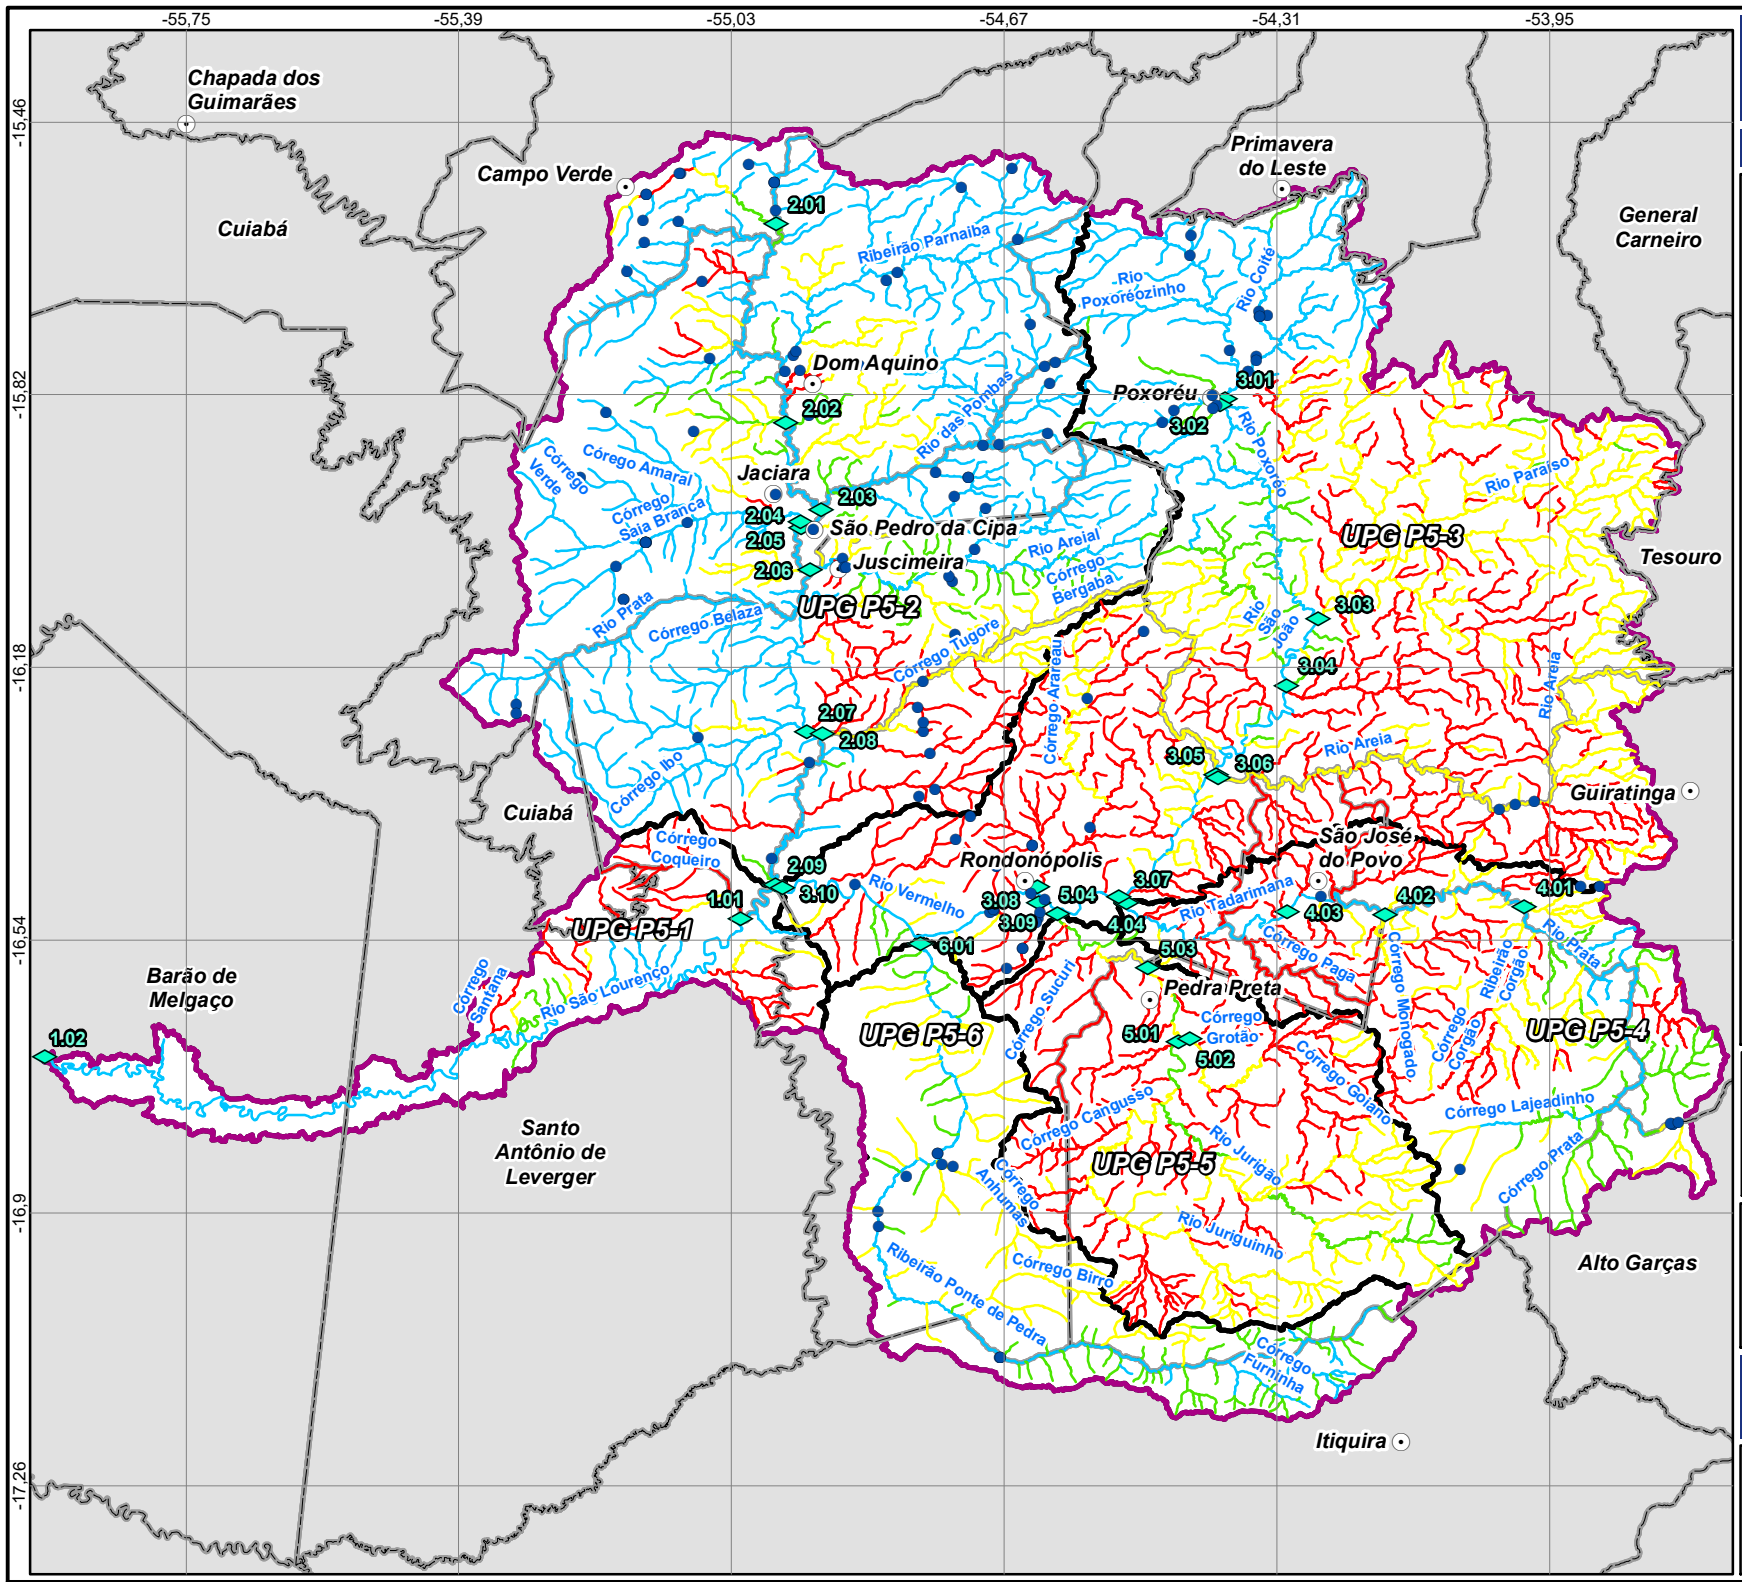 -55,75
-55,39
-55,03
-54,67
-54,31
-53,95
-15,46
-15,82
-16,18
-16,54
-16,9
-17,26
Chapada dos
Guimarães
Campo Verde
Cuiabá
Primavera
do Leste
General
Carneiro
2.01
Ribeirão Parnaiba
Rio
Poxoréozinho
Rio Coité
Dom Aquino
2.02
Poxoréu
3.01
3.02
Rio das Pombas
Rio Poxoréo
Jaciara
Córego Amaral
Córrego
Verde
Córrego
Saia Branca
2.03
2.04
2.05
São Pedro da Cipa
2.06
Juscimeira
Rio Areial
Córrego
Bergaba
Rio Paraíso
UPG P5-3
Tesouro
UPG P5-2
Rio Prata
Córrego Belaza
Córrego Tugore
Córrego Arareau
Rio
São
João
3.03
3.04
Rio Areia
2.07
2.08
Córrego Ibo
3.05
3.06
Rio Areia
Guiratinga
Cuiabá
Córrego
Coqueiro
2.09
3.10
1.01
Rio Vermelho
Rondonópolis
3.07
3.08
3.09
5.04
4.04
São José
do Povo
Rio Tadarimana
4.03
4.02
4.01
UPG P5-1
6.01
5.03
Córrego Paga
Rio Prata
Barão de
Melgaço
Córrego
Santana
Rio São Lourenço
Pedra Preta
Córrego Sucuri
Córrego Monogado
Ribeirão
Corgão
Córrego
Corgão
1.02
UPG P5-6
5.01
5.02
Córrego
Grotão
UPG P5-4
Córrego Goiano
Córrego Lajeadinho
Córrego Cangusso
Santo
Antônio de
Leverger
UPG P5-5
Rio Jurigão
Córrego Prata
Córrego
Anhumas
Rio Juriguinho
Alto Garças
Ribeirão Ponte de Pedra
Córrego Birro
Córrego
Furninha
Itiquira